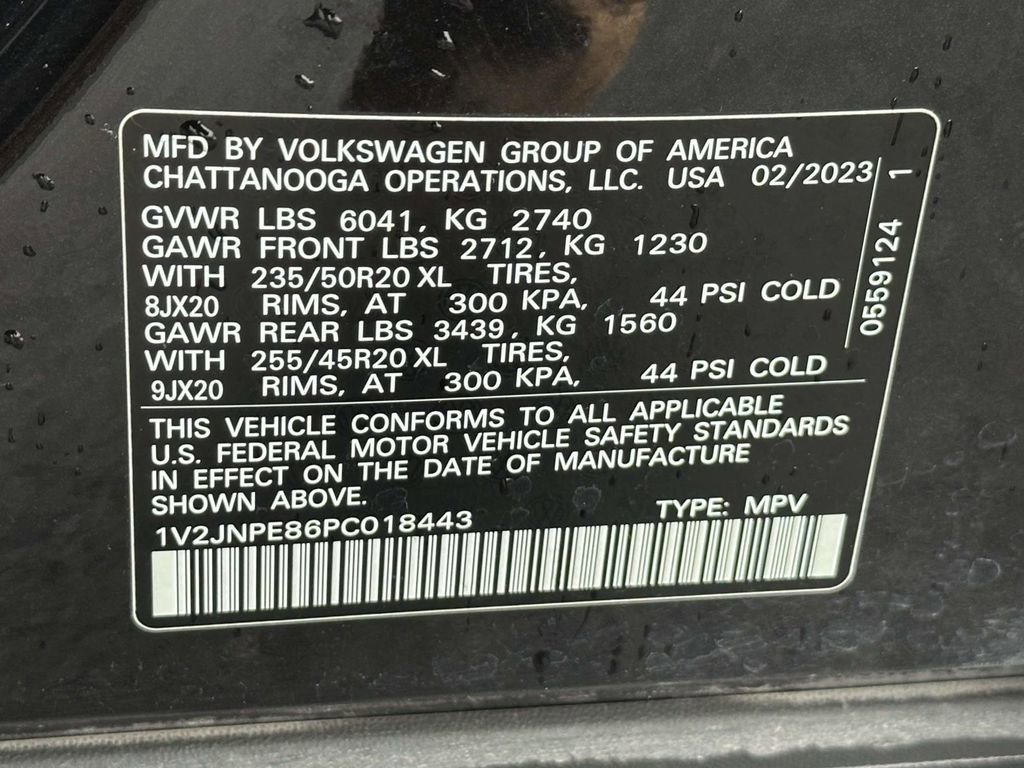 MFD BY VOLKSWAGEN GROUP OF AMERICA
CHATTANOOGA OPERATIONS, LLC. USA 02/2023
GVWR LBS 6041, KG 2740
GAWR FRONT LBS 2712, KG 1230
WITH 235/50R20 XL TIRES,
8JX20 RIMS, AT 300 KPA, 44 PSI COLD
GAWR REAR LBS 3439, KG 1560
WITH 255/45R20 XL TIRES,
9JX20 RIMS, AT 300 KPA, 44 PSI COLD
THIS VEHICLE CONFORMS TO ALL APPLICABLE
U.S. FEDERAL MOTOR VEHICLE SAFETY STANDARDS
IN EFFECT ON THE DATE OF MANUFACTURE
SHOWN ABOVE.
1V2JNPE86PC018443 TYPE: MPV
0559124 1